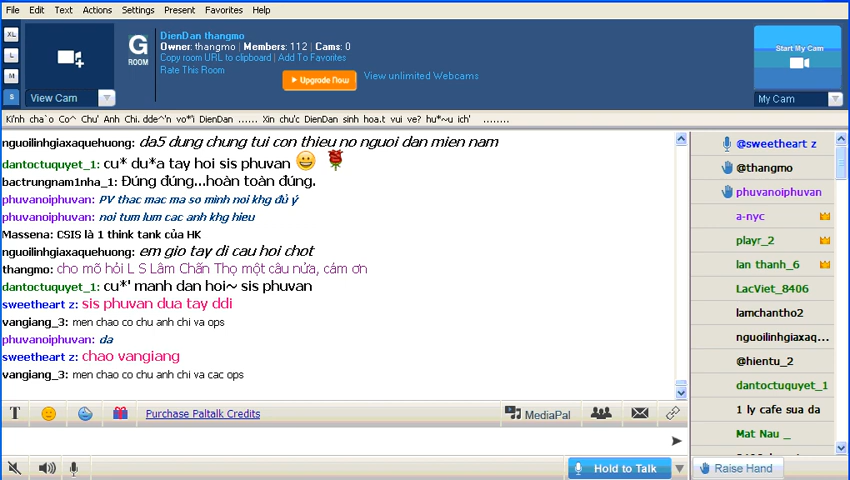 File Edit Text Actions Settings Present Favorites Help
XL
L
M
S
View Cam
G
ROOM
DienDan thangmo
Owner: thangmo | Members: 112 | Cams: 0
Copy room URL to clipboard | Add To Favorites
Rate This Room
Upgrade Now
View unlimited Webcams
Start My Cam
My Cam
Ki'nh cha`o Co^ Chu' Anh Chi. dde^'n vo*'i DienDan ...... Xin chu'c DienDan sinh hoa.t vui ve? hu*~u ich' ........
nguoilinhgiaxaquehuong: da5 dung chung tui con thieu no nguoi dan mien nam
dantoctuquyet_1: cu* du*a tay hoi sis phuvan
bactrungnam1nha_1: Đúng đúng...hoàn toàn đúng.
phuvanoiphuvan: PV thac mac ma so minh noi khg đủ ý
phuvanoiphuvan: noi tum lum cac anh khg hieu
Massena: CSIS là 1 think tank của HK
nguoilinhgiaxaquehuong: em gio tay di cau hoi chot
thangmo: cho mõ hỏi L S Lâm Chấn Thọ một câu nửa, cám ơn
dantoctuquyet_1: cu*' manh dan hoi~ sis phuvan
sweetheart z: sis phuvan dua tay ddi
vangiang_3: men chao co chu anh chi va ops
phuvanoiphuvan: da
sweetheart z: chao vangiang
vangiang_3: men chao co chu anh chi va cac ops
@sweetheart z
@thangmo
phuvanoiphuvan
a-nyc
playr_2
lan thanh_6
LacViet_8406
lamchantho2
nguoilinhgiaxaq...
@hientu_2
dantoctuquyet_1
1 ly cafe sua da
Mat Nau _
T
Purchase Paltalk Credits
MediaPal
Hold to Talk
Raise Hand